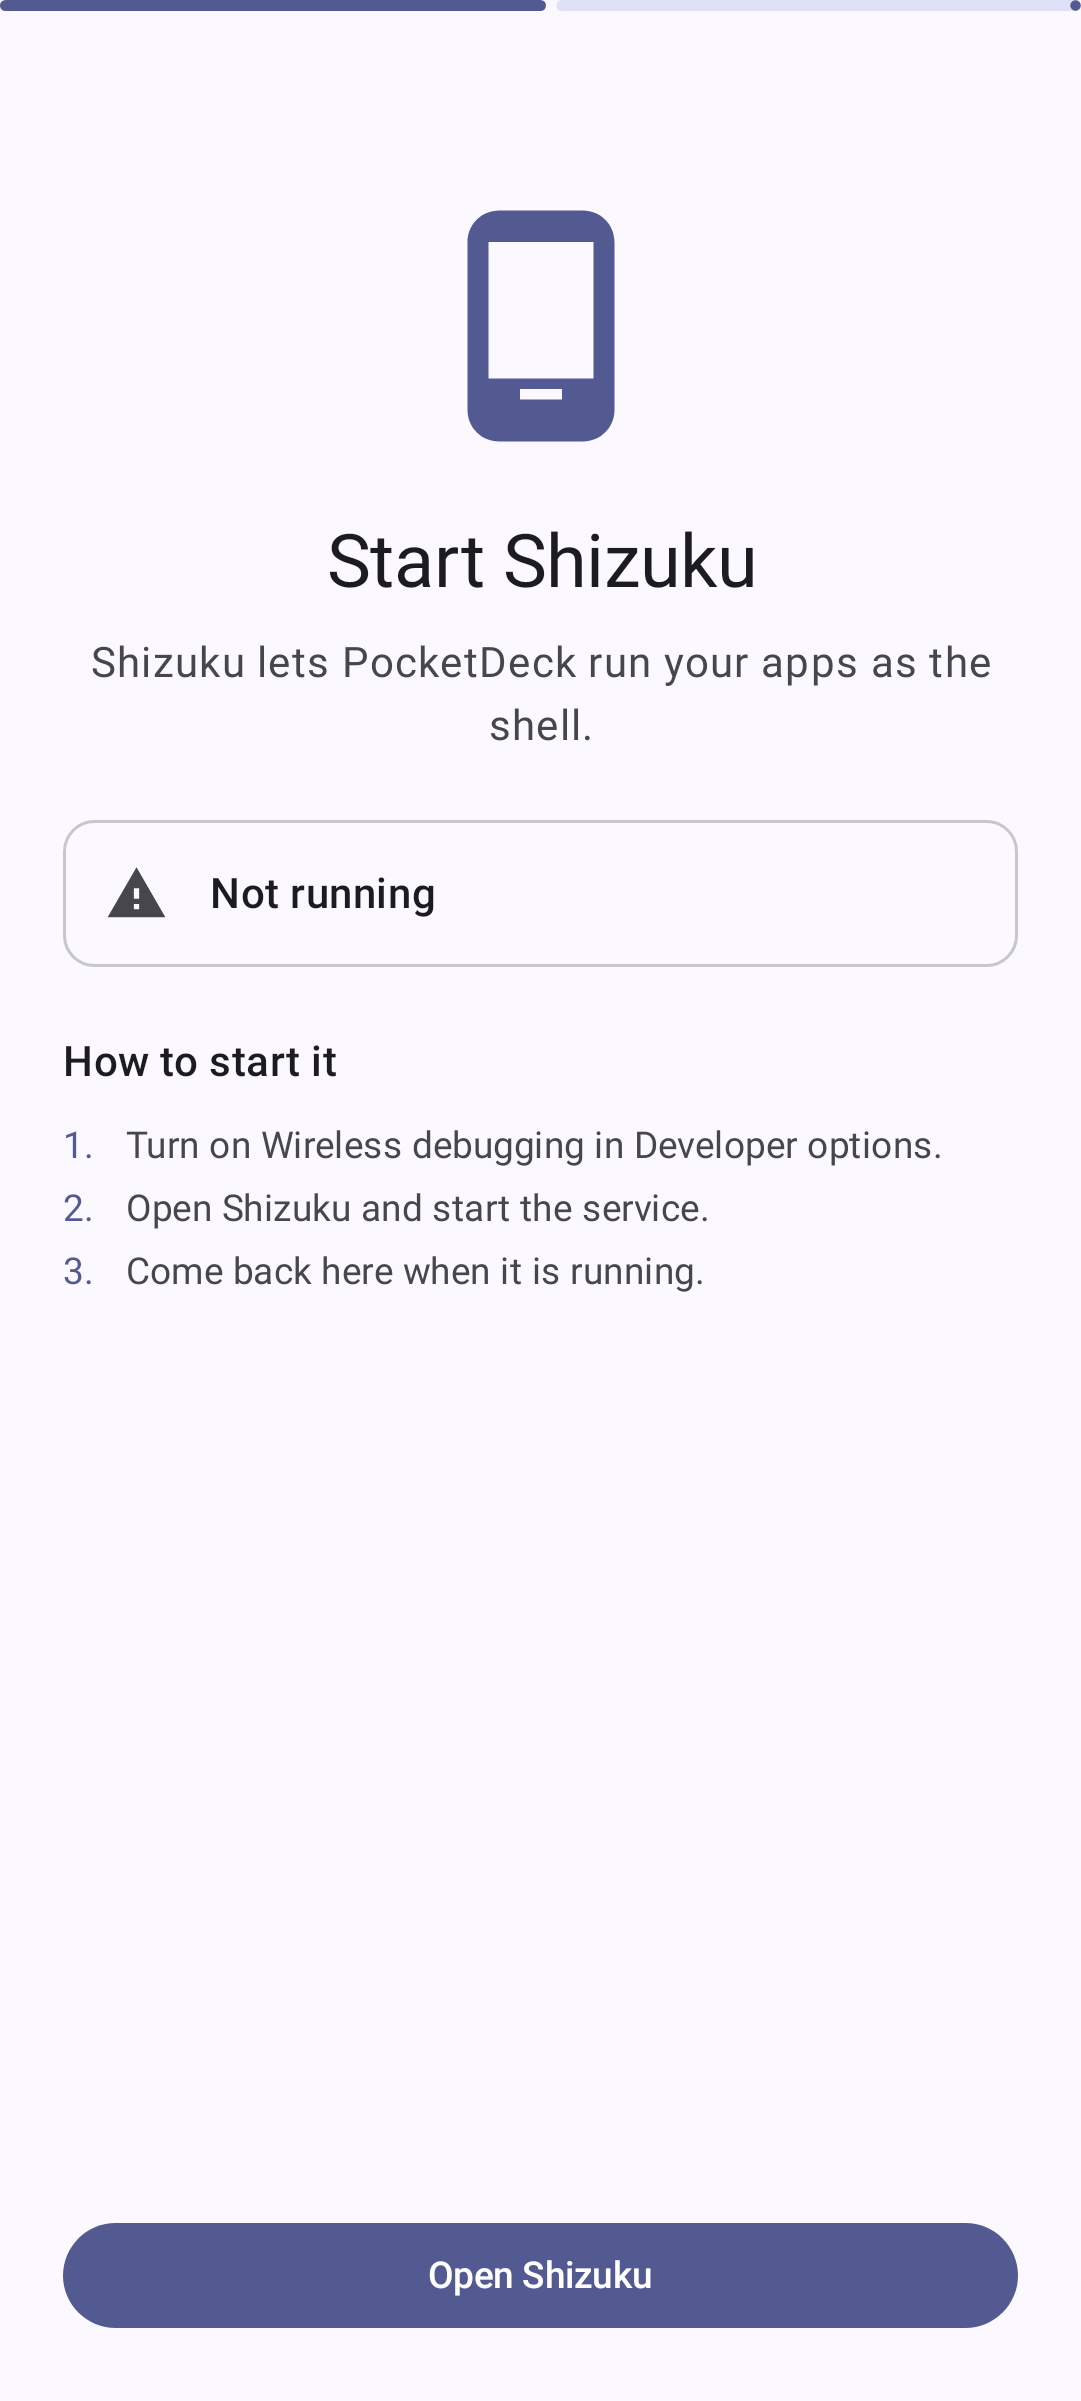 Start Shizuku
Shizuku lets PocketDeck run your apps as the
shell.
Not running
How to start it
1. Turn on Wireless debugging in Developer options.
2. Open Shizuku and start the service.
3. Come back here when it is running.
Open Shizuku